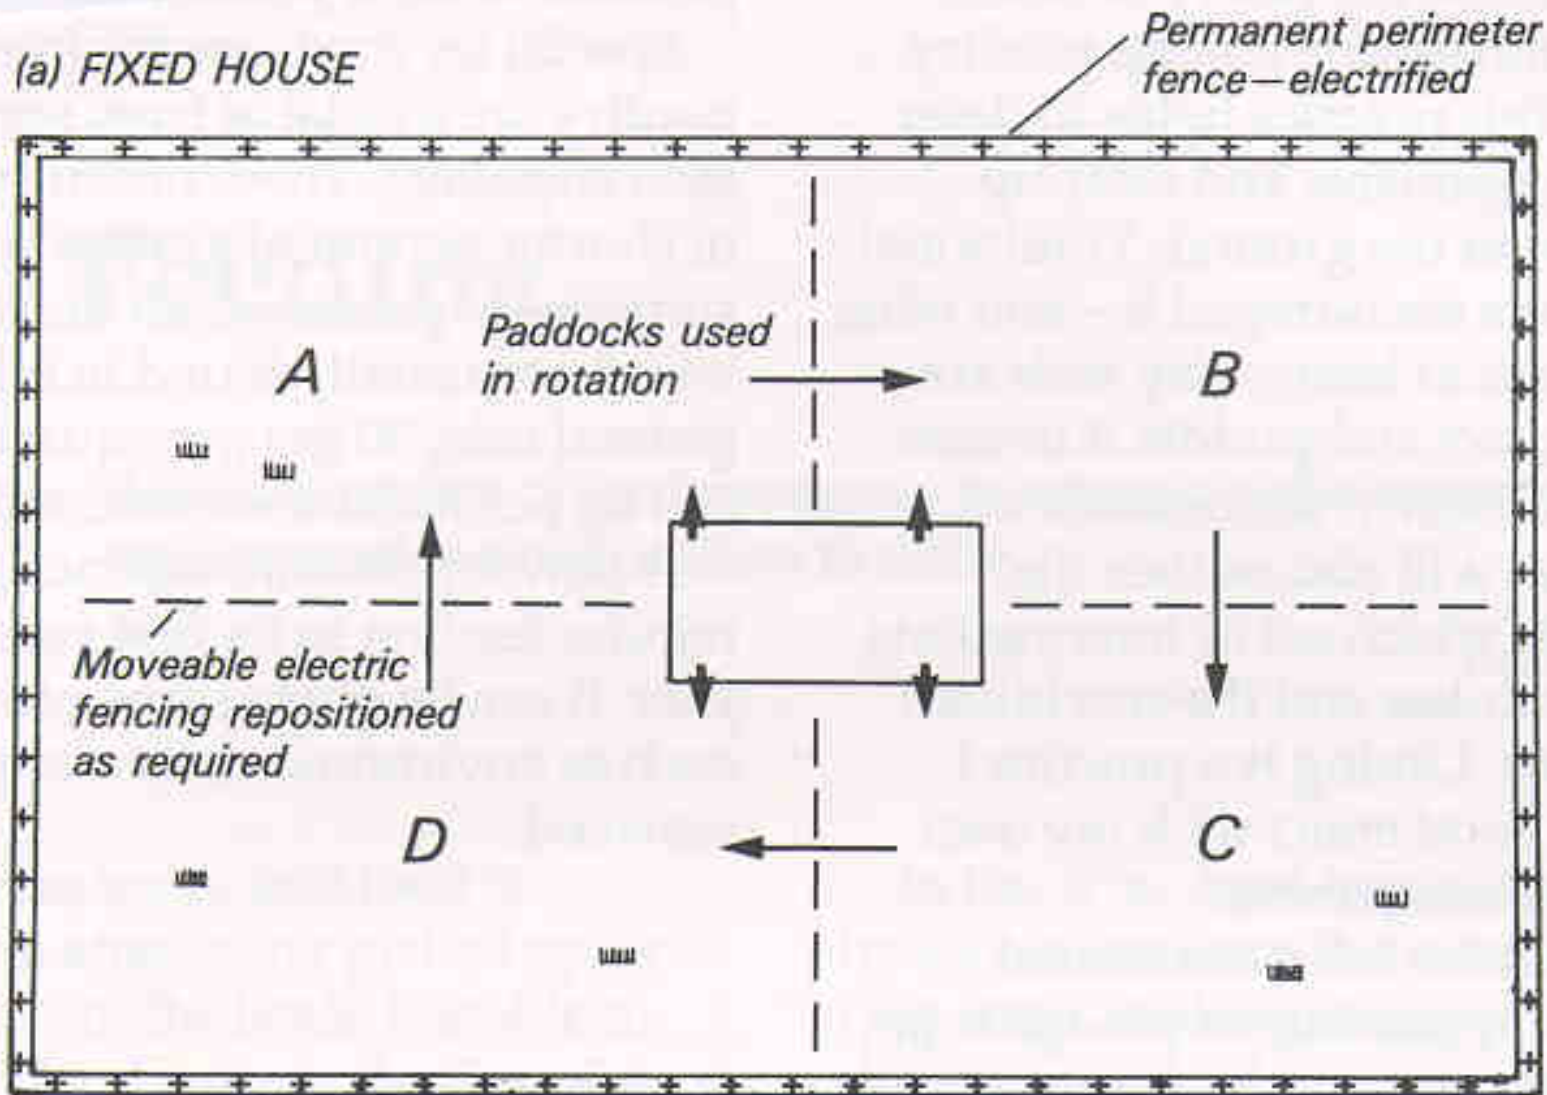 (a) FIXED HOUSE
Permanent perimeter
fence—electrified
A
Paddocks used
in rotation
B
Moveable electric
fencing repositioned
as required
D
C